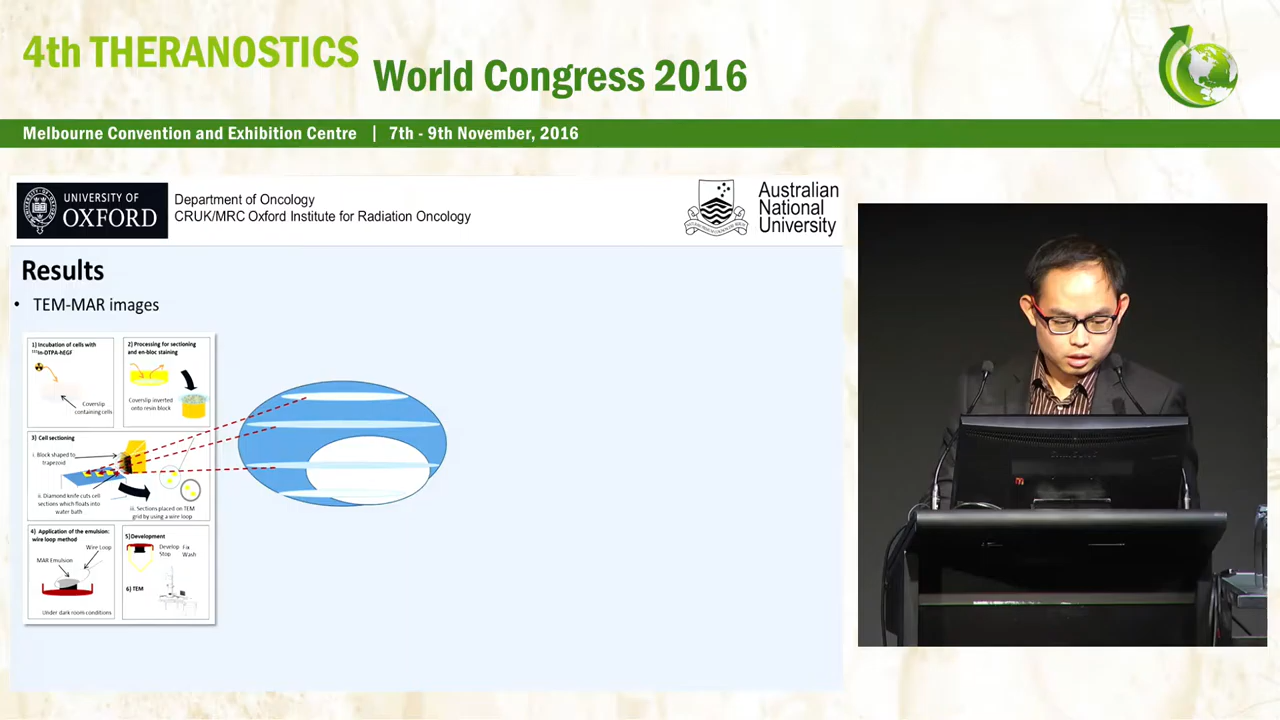 4th THERANOSTICS
World Congress 2016
Melbourne Convention and Exhibition Centre | 7th - 9th November, 2016
UNIVERSITY OF
OXFORD
Department of Oncology
CRUK/MRC Oxford Institute for Radiation Oncology
Australian
National
University
Results
• TEM-MAR images
1) Incubation of cells with
¹¹¹In-DTPA-hEGF
Coverslip
containing cells
2) Processing for sectioning
and en-bloc staining
Coverslip inverted
onto resin block
3) Cell sectioning
i. Block shaped to
trapezoid
ii. Diamond knife cuts cell
sections which floats into
water bath
iii. Sections placed on TEM
grid by using a wire loop
4) Application of the emulsion:
wire loop method
Wire Loop
MAR Emulsion
Under dark room conditions
5)Development
Develop Fix
Stop Wash
6) TEM